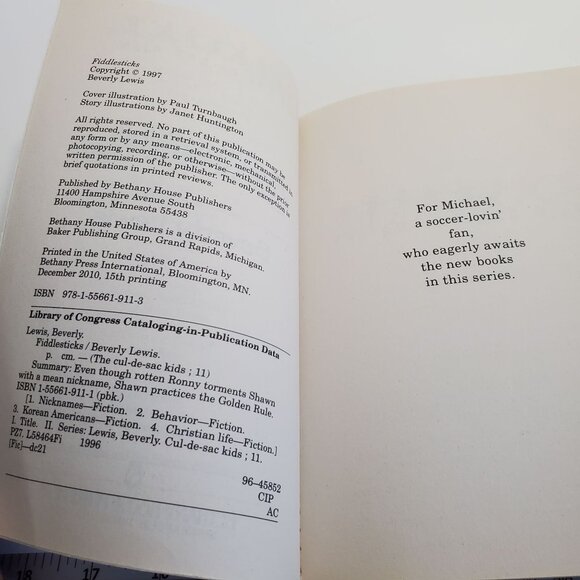 Fiddlesticks
Copyright © 1997
Beverly Lewis
Cover illustration by Paul Turnbaugh
Story illustrations by Janet Huntington
All rights reserved. No part of this publication may be
reproduced, stored in a retrieval system, or transmitted in
any form or by any means—electronic, mechanical,
photocopying, recording, or otherwise—without the prior
written permission of the publisher. The only exception is
brief quotations in printed reviews.
Published by Bethany House Publishers
11400 Hampshire Avenue South
Bloomington, Minnesota 55438
Bethany House Publishers is a division of
Baker Publishing Group, Grand Rapids, Michigan.
Printed in the United States of America by
Bethany Press International, Bloomington, MN.
December 2010, 15th printing
ISBN 978-1-55661-911-3
Library of Congress Cataloging-in-Publication Data
Lewis, Beverly.
Fiddlesticks / Beverly Lewis.
p. cm. — (The cul-de-sac kids ; 11)
Summary: Even though rotten Ronny torments Shawn
with a mean nickname, Shawn practices the Golden Rule.
ISBN 1-55661-911-1 (pbk.)
[1. Nicknames—Fiction. 2. Behavior—Fiction.
3. Korean Americans—Fiction. 4. Christian life—Fiction.]
I. Title. II. Series: Lewis, Beverly. Cul-de-sac kids ; 11.
PZ7. L58464Fi 1996
[Fic]—dc21
96–45852
CIP
AC
For Michael,
a soccer-lovin'
fan,
who eagerly awaits
the new books
in this series.
18 17